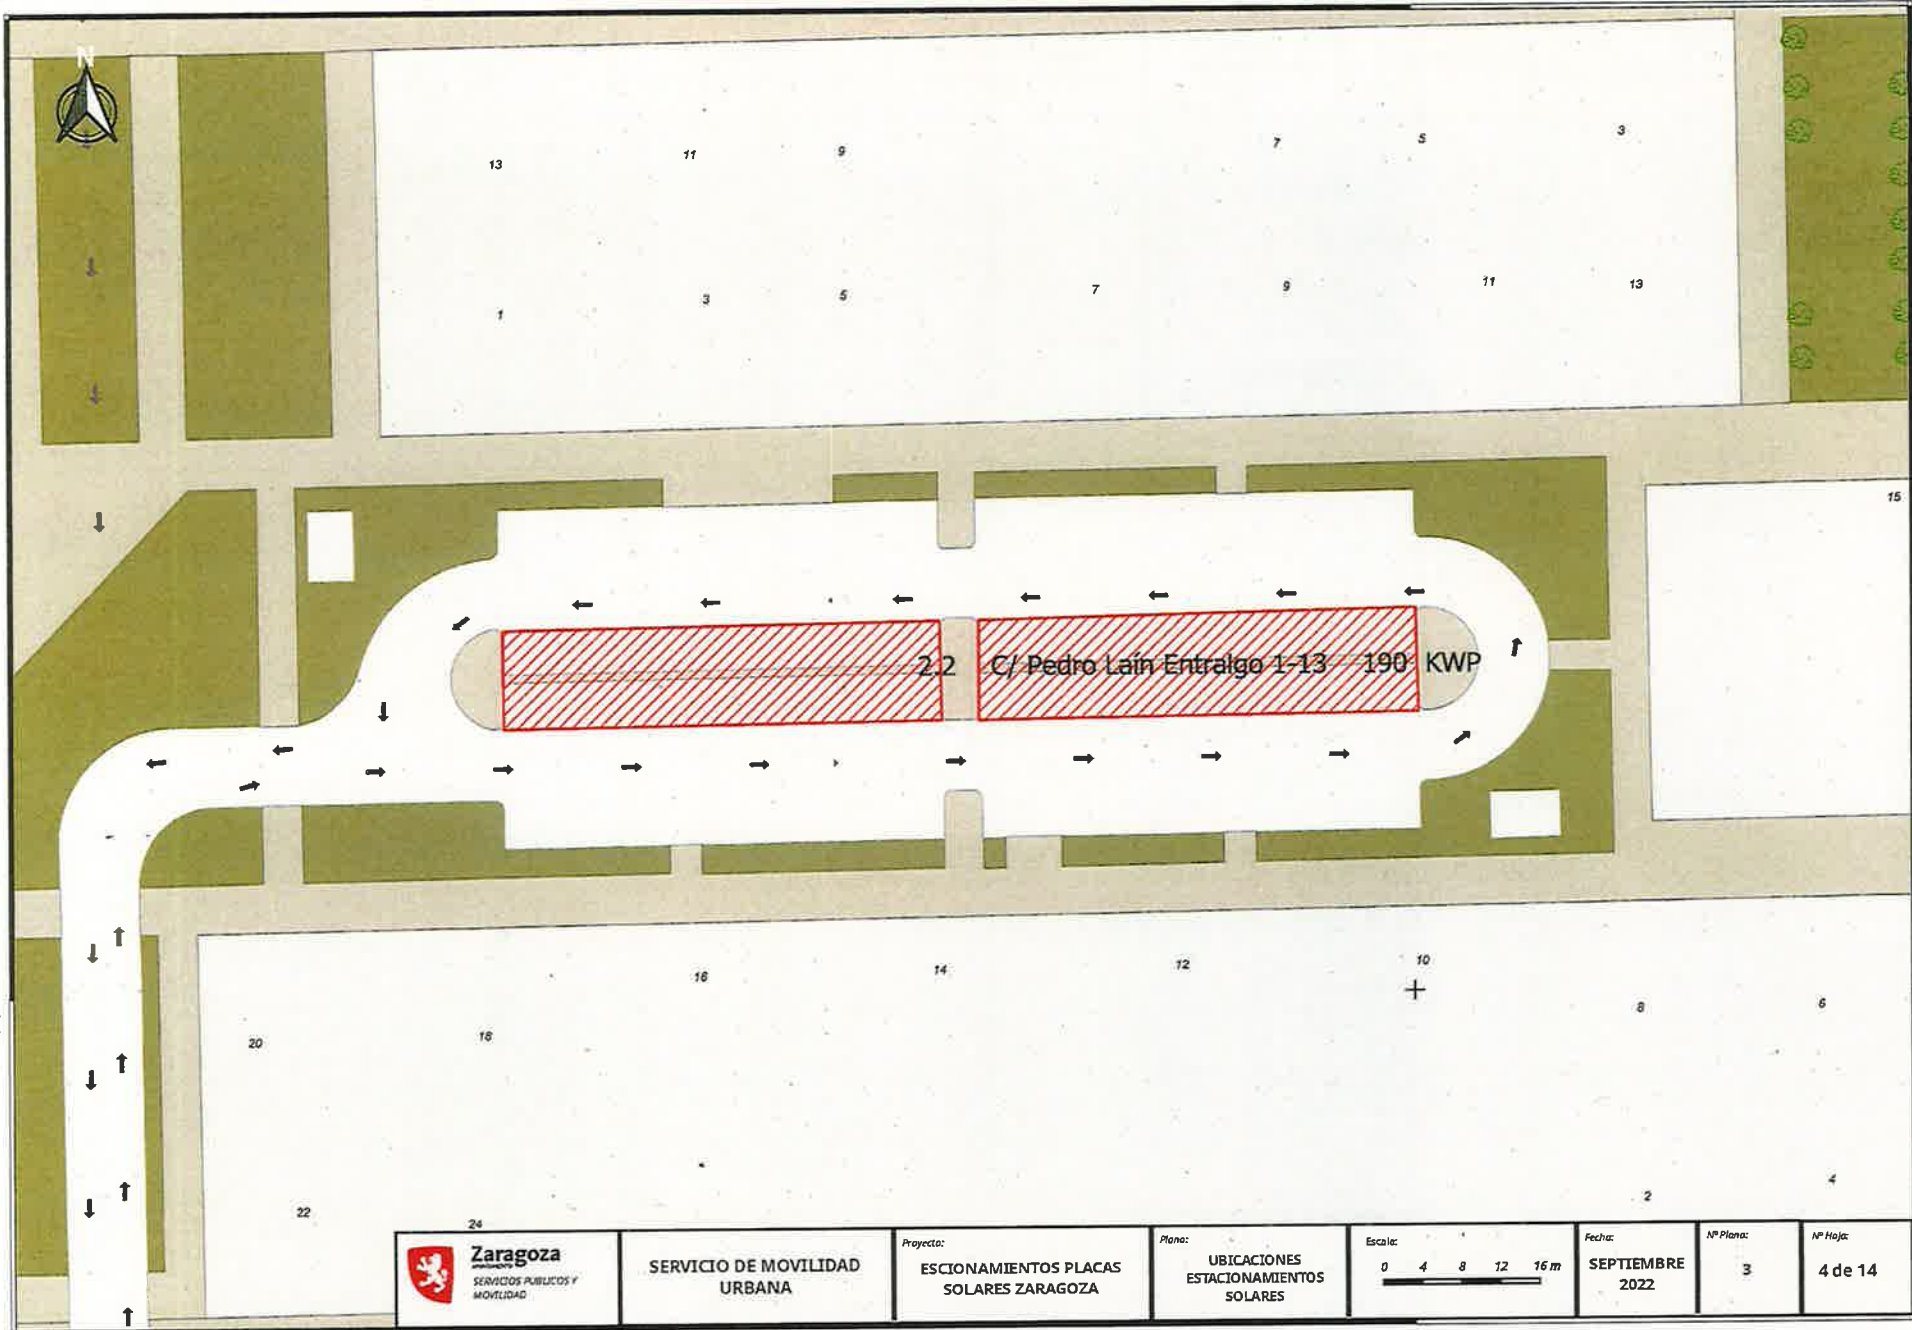 N
13 11 9 7 5 3
1 3 5 7 9 11 13
15
2.2 C/ Pedro Laín Entralgo 1-13 190 KWP
20 18 16 14 12 10 8 6
22 24 2 4
Zaragoza
AYUNTAMIENTO
SERVICIOS PUBLICOS Y
MOVILIDAD
SERVICIO DE MOVILIDAD
URBANA
Proyecto:
ESCIONAMIENTOS PLACAS
SOLARES ZARAGOZA
Plano:
UBICACIONES
ESTACIONAMIENTOS
SOLARES
Escala:
0 4 8 12 16 m
Fecha:
SEPTIEMBRE
2022
Nº Plano:
3
Nº Hoja:
4 de 14